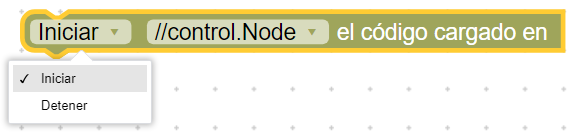 Iniciar //control.Node el código cargado en
Iniciar
Detener